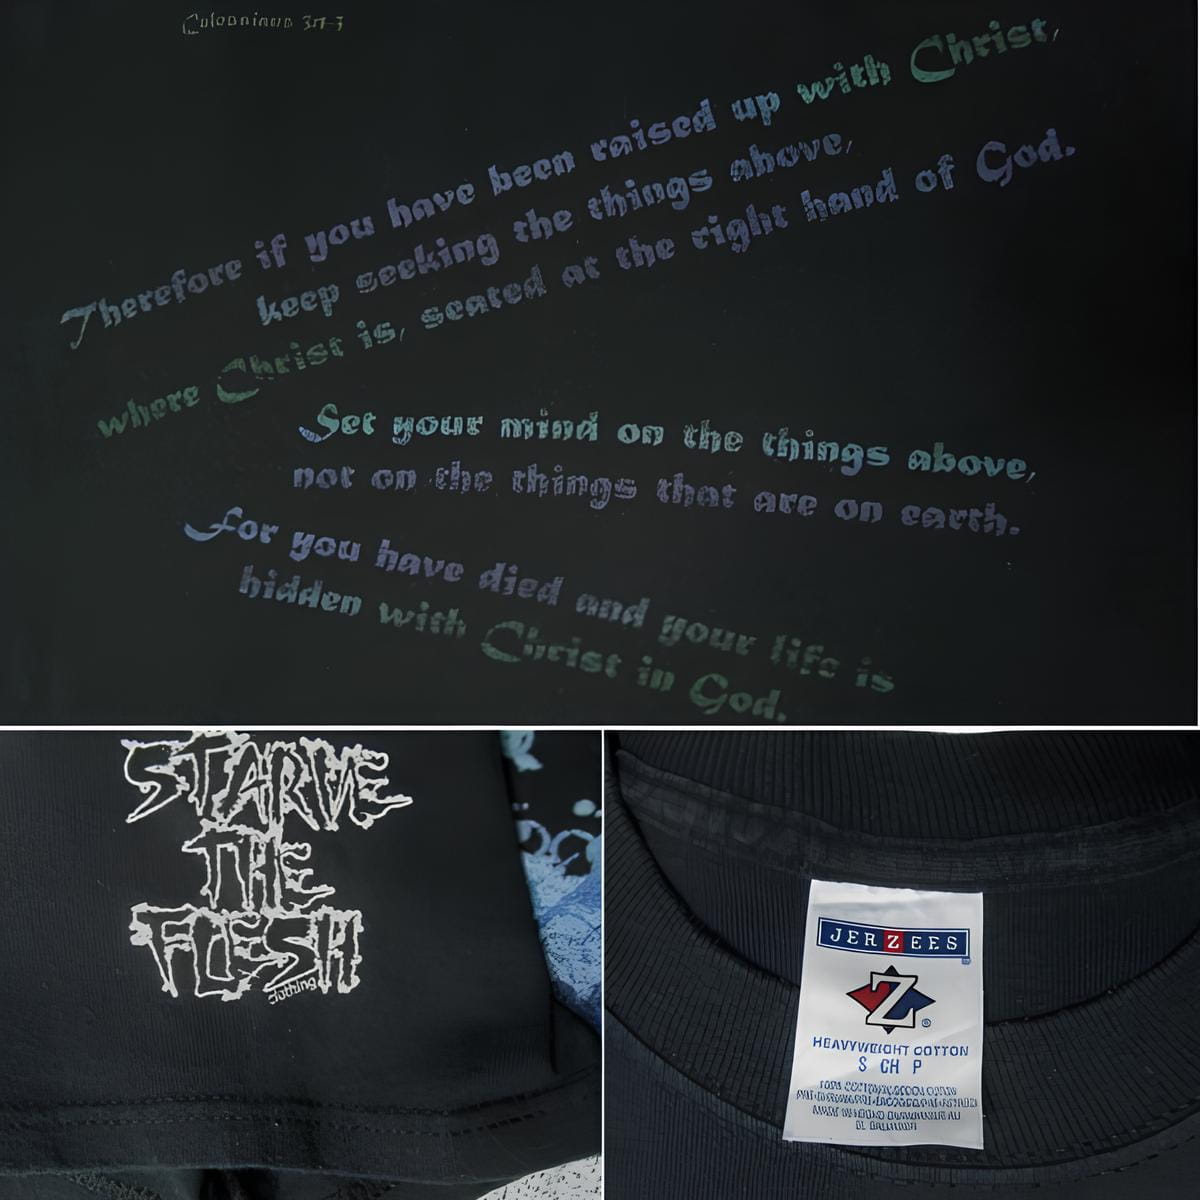 Therefore if you have been raised up with Christ,
keep seeking the things above,
where Christ is, seated at the right hand of God.
Set your mind on the things above,
not on the things that are on earth.
For you have died and your life is
hidden with Christ in God.
STARVE
THE
FLESH
clothing
JERZEES
Z
HEAVYWEIGHT COTTON
S CH P